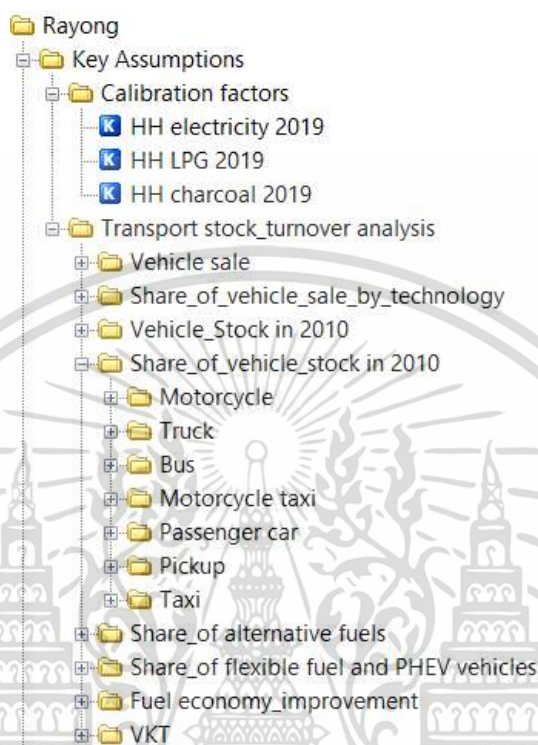 Rayong
Key Assumptions
Calibration factors
K HH electricity 2019
K HH LPG 2019
K HH charcoal 2019
Transport stock_turnover analysis
Vehicle sale
Share_of_vehicle_sale_by_technology
Vehicle_Stock in 2010
Share_of_vehicle_stock in 2010
Motorcycle
Truck
Bus
Motorcycle taxi
Passenger car
Pickup
Taxi
Share_of alternative fuels
Share_of flexible fuel and PHEV vehicles
Fuel economy_improvement
VKT